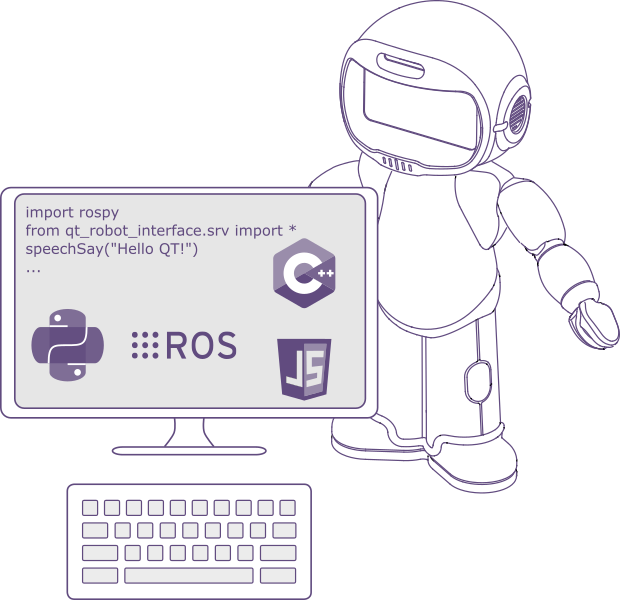 import rospy
from qt_robot_interface.srv import *
speechSay("Hello QT!")
...
C++
ROS
JS